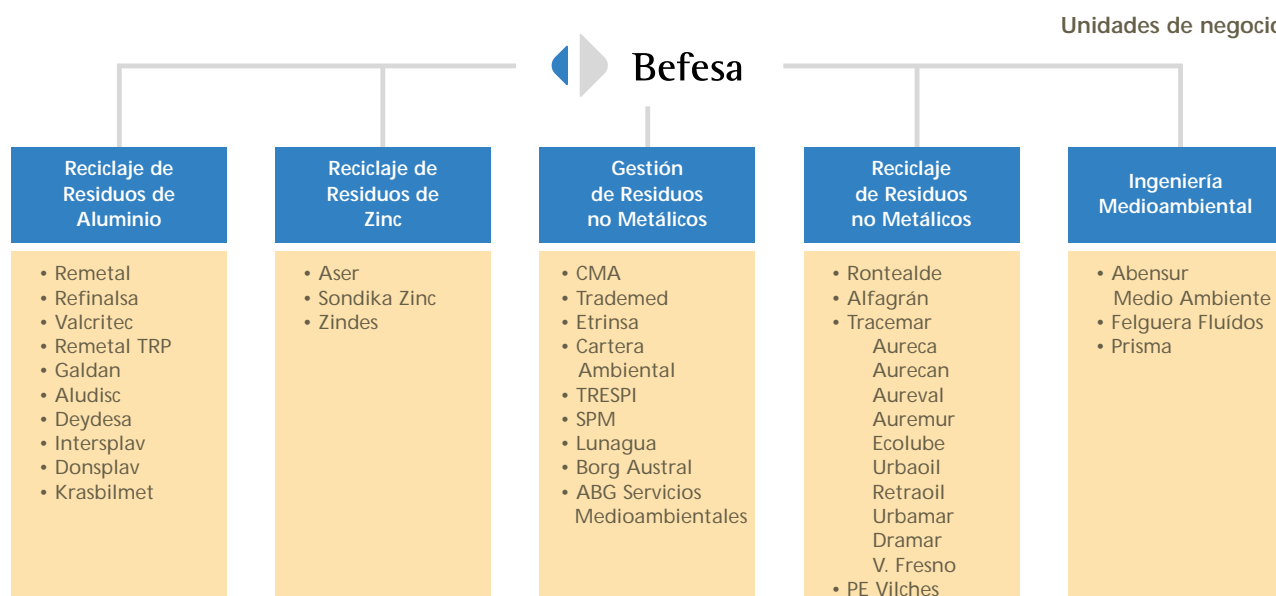 Unidades de negocio
Befesa
Reciclaje de
Residuos de
Aluminio
• Remetal
• Refinalsa
• Valcritec
• Remetal TRP
• Galdan
• Aludisc
• Deydesa
• Intersplav
• Donsplav
• Krasbilmet
Reciclaje de
Residuos de
Zinc
• Aser
• Sondika Zinc
• Zindes
Gestión
de Residuos
no Metálicos
• CMA
• Trademed
• Etrinsa
• Cartera
Ambiental
• TRESPI
• SPM
• Lunagua
• Borg Austral
• ABG Servicios
Medioambientales
Reciclaje
de Residuos
no Metálicos
• Rontealde
• Alfagrán
• Tracemar
Aureca
Aurecan
Aureval
Auremur
Ecolube
Urbaoil
Retraoil
Urbamar
Dramar
V. Fresno
• PE Vilches
Ingeniería
Medioambiental
• Abensur
Medio Ambiente
• Felguera Fluídos
• Prisma